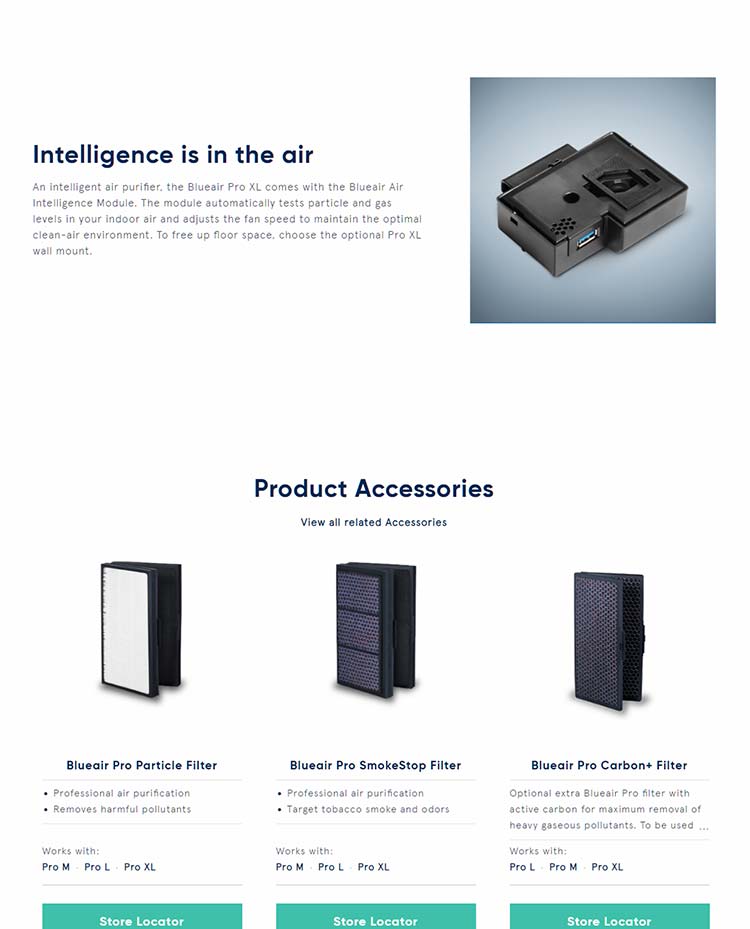 Intelligence is in the air
An intelligent air purifier, the Blueair Pro XL comes with the Blueair Air
Intelligence Module. The module automatically tests particle and gas
levels in your indoor air and adjusts the fan speed to maintain the optimal
clean-air environment. To free up floor space, choose the optional Pro XL
wall mount.
Product Accessories
View all related Accessories
Blueair Pro Particle Filter
• Professional air purification
• Removes harmful pollutants
Works with:
Pro M · Pro L · Pro XL
Store Locator
Blueair Pro SmokeStop Filter
• Professional air purification
• Target tobacco smoke and odors
Works with:
Pro M · Pro L · Pro XL
Store Locator
Blueair Pro Carbon+ Filter
Optional extra Blueair Pro filter with
active carbon for maximum removal of
heavy gaseous pollutants. To be used ...
Works with:
Pro L · Pro M · Pro XL
Store Locator